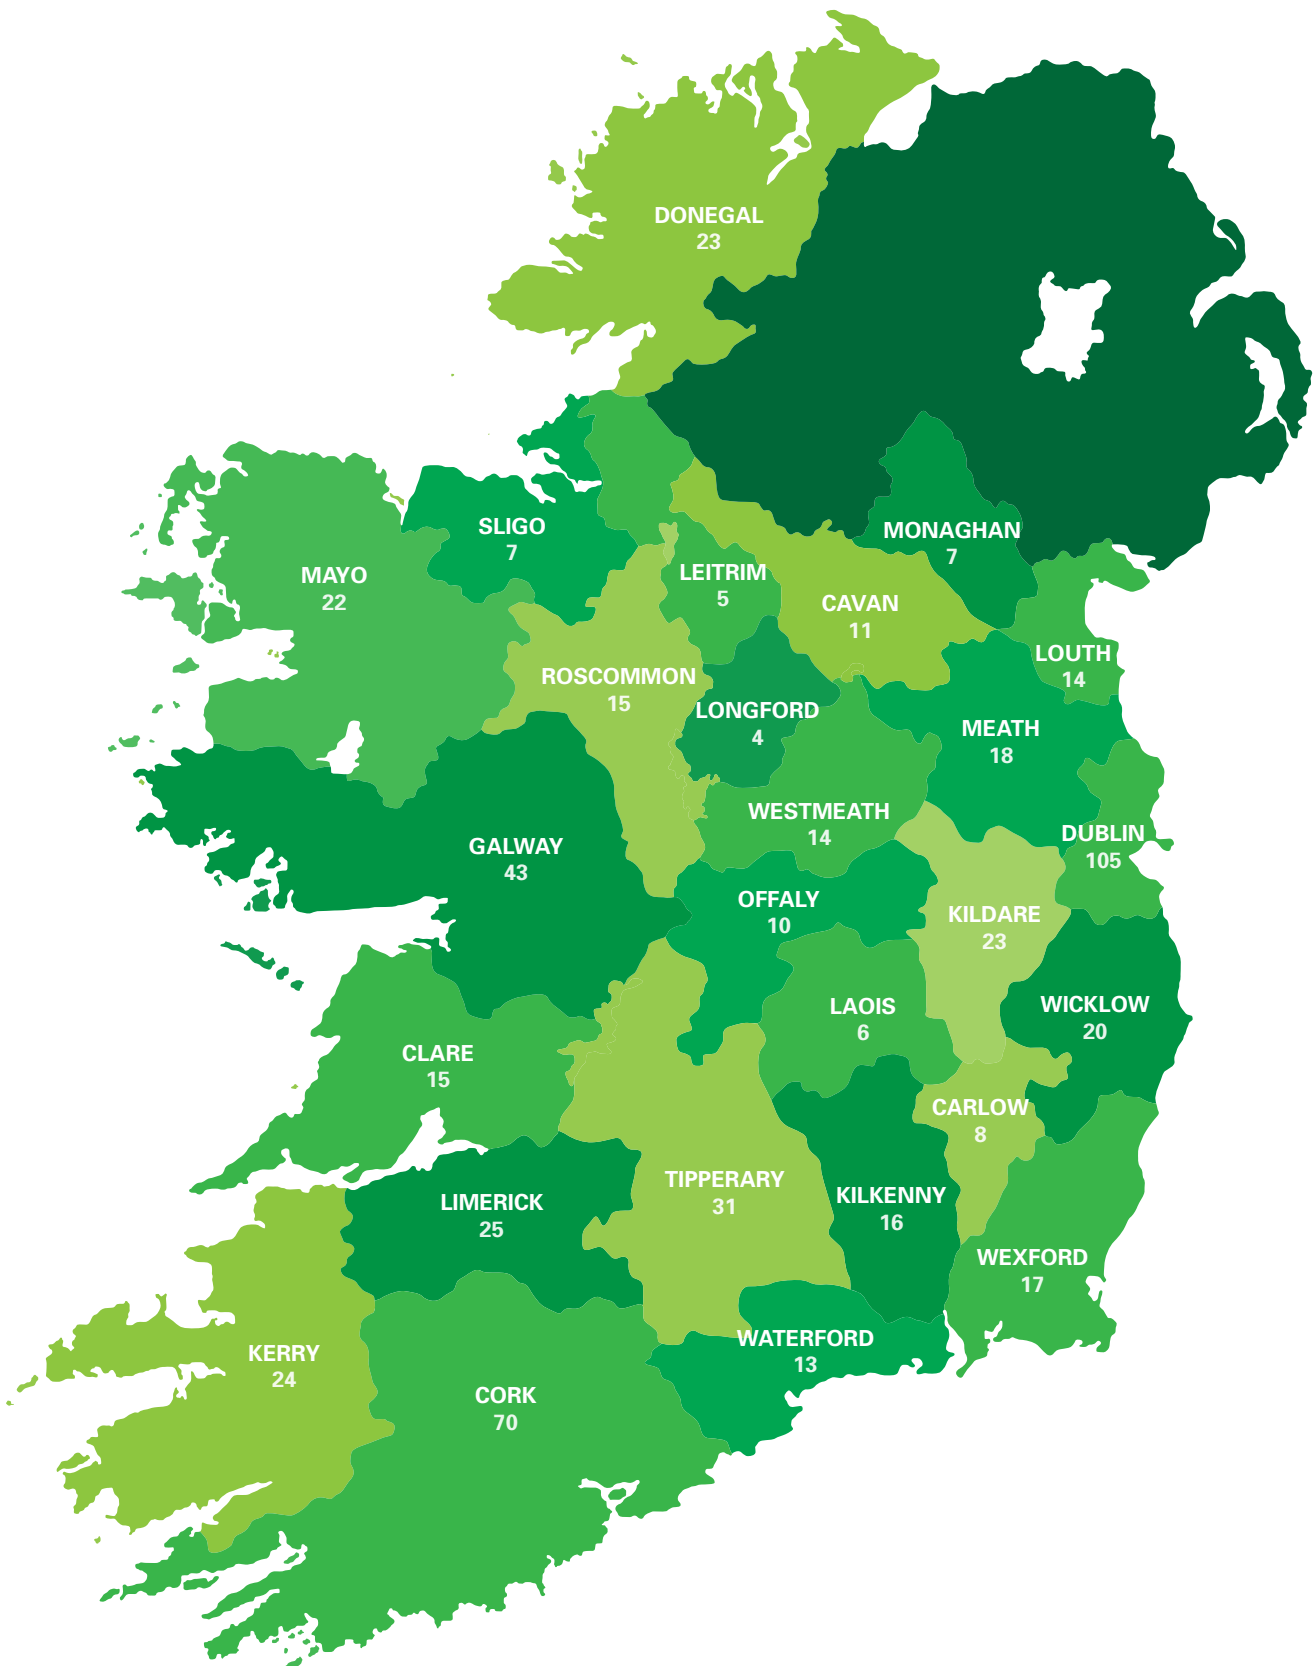 DONEGAL
23
SLIGO
7
MONAGHAN
7
MAYO
22
LEITRIM
5
CAVAN
11
LOUTH
14
ROSCOMMON
15
LONGFORD
4
MEATH
18
WESTMEATH
14
DUBLIN
105
GALWAY
43
OFFALY
10
KILDARE
23
LAOIS
6
WICKLOW
20
CLARE
15
CARLOW
8
TIPPERARY
31
LIMERICK
25
KILKENNY
16
WEXFORD
17
WATERFORD
13
KERRY
24
CORK
70